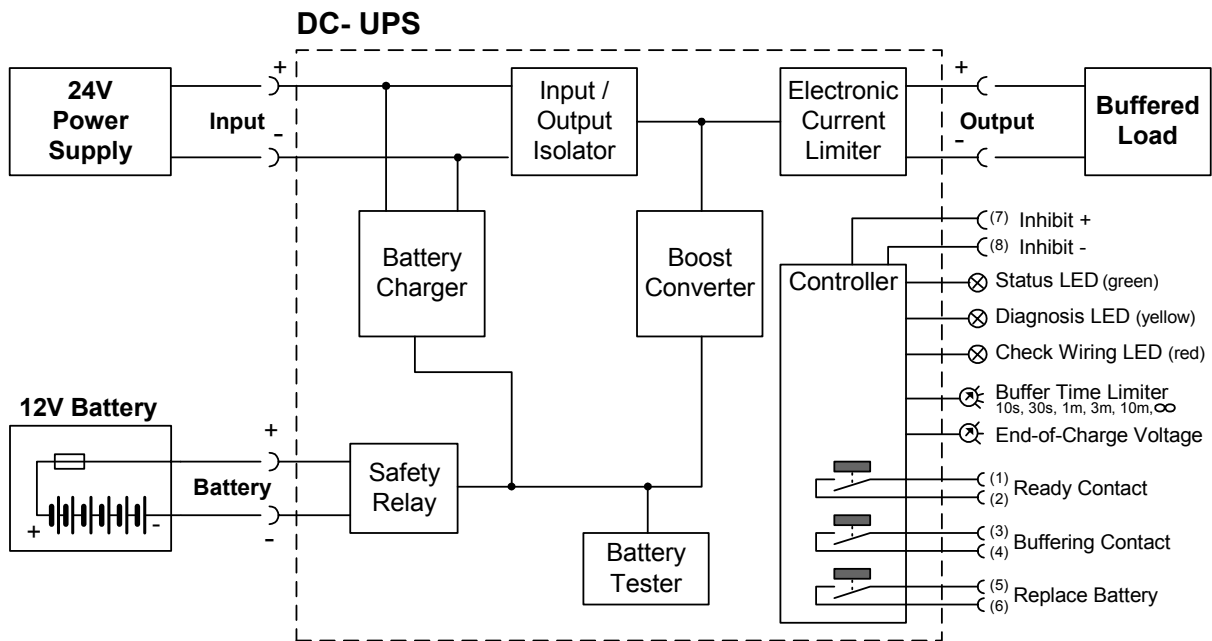 DC- UPS
24V
Power
Supply
+
Input
-
Input /
Output
Isolator
Electronic
Current
Limiter
+
Output
-
Buffered
Load
Battery
Charger
Boost
Converter
Controller
(7) Inhibit +
(8) Inhibit -
Status LED (green)
Diagnosis LED (yellow)
Check Wiring LED (red)
Buffer Time Limiter
10s, 30s, 1m, 3m, 10m, ∞
End-of-Charge Voltage
12V Battery
+
-
+
Battery
-
Safety
Relay
Battery
Tester
(1)
(2)
Ready Contact
(3)
(4)
Buffering Contact
(5)
(6)
Replace Battery